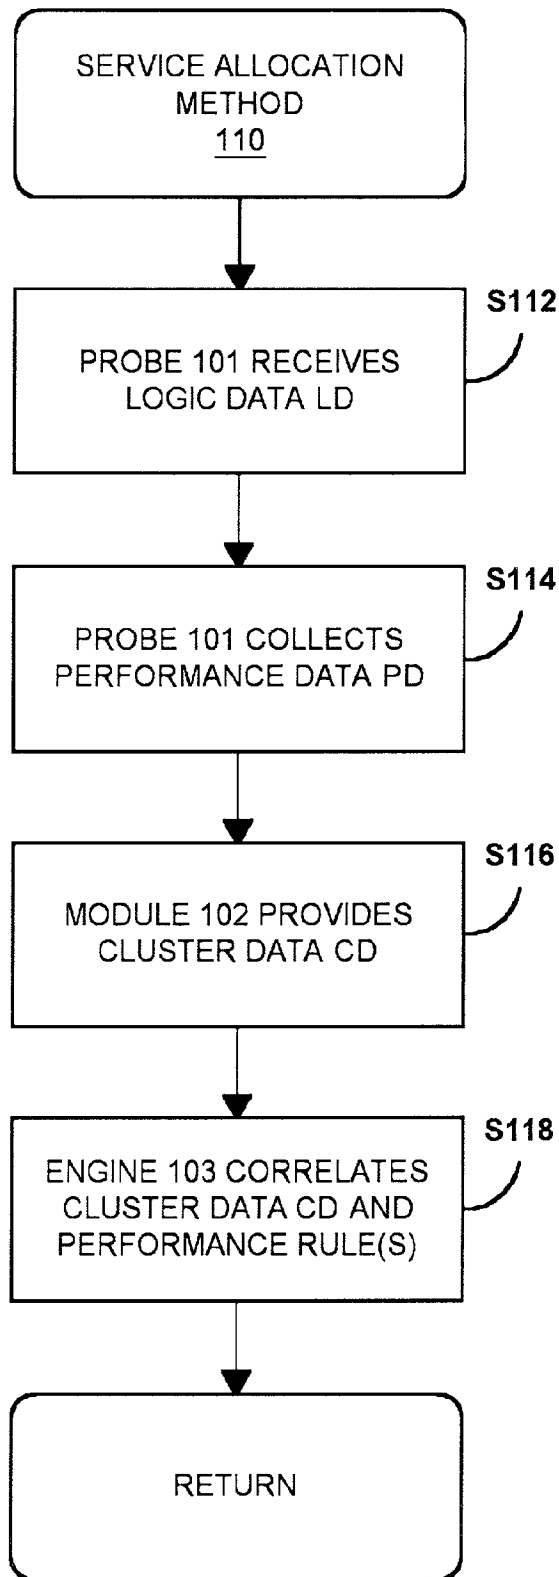 SERVICE ALLOCATION
METHOD
110
S112
PROBE 101 RECEIVES
LOGIC DATA LD
S114
PROBE 101 COLLECTS
PERFORMANCE DATA PD
S116
MODULE 102 PROVIDES
CLUSTER DATA CD
S118
ENGINE 103 CORRELATES
CLUSTER DATA CD AND
PERFORMANCE RULE(S)
RETURN